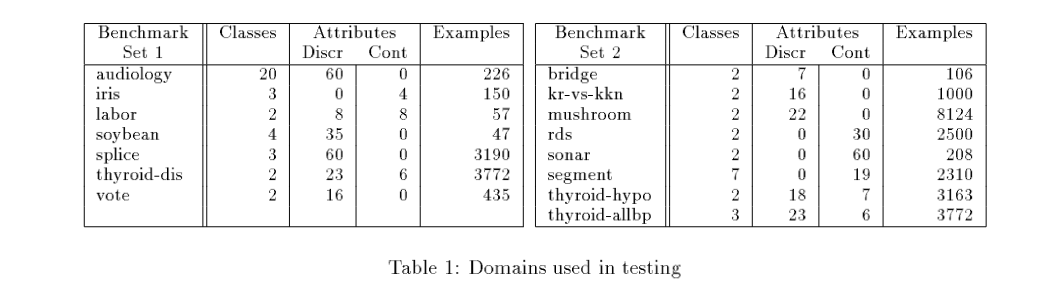 Benchmark Classes Attributes Examples Benchmark Classes Attributes Examples
Set 1 Discr Cont Set 2 Discr Cont
audiology 20 60 0 226 bridge 2 7 0 106
iris 3 0 4 150 kr-vs-kkn 2 16 0 1000
labor 2 8 8 57 mushroom 2 22 0 8124
soybean 4 35 0 47 rds 2 0 30 2500
splice 3 60 0 3190 sonar 2 0 60 208
thyroid-dis 2 23 6 3772 segment 7 0 19 2310
vote 2 16 0 435 thyroid-hypo 2 18 7 3163
thyroid-allbp 3 23 6 3772
Table 1: Domains used in testing